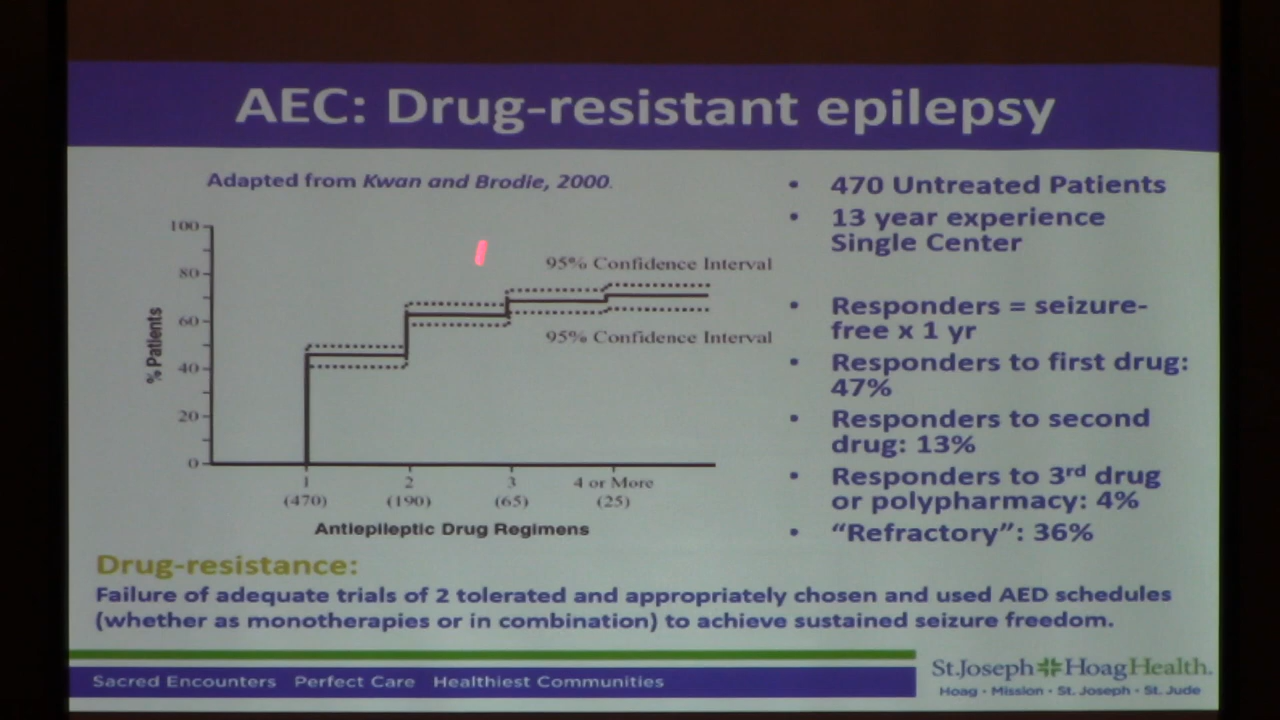 AEC: Drug-resistant epilepsy
Adapted from Kwan and Brodie, 2000.
100
80
60
40
20
0
% Patients
95% Confidence Interval
95% Confidence Interval
1 2 3 4 or More
(470) (190) (65) (25)
Antiepileptic Drug Regimens
• 470 Untreated Patients
• 13 year experience
Single Center
• Responders = seizure-
free x 1 yr
• Responders to first drug:
47%
• Responders to second
drug: 13%
• Responders to 3rd drug
or polypharmacy: 4%
• “Refractory”: 36%
Drug-resistance:
Failure of adequate trials of 2 tolerated and appropriately chosen and used AED schedules
(whether as monotherapies or in combination) to achieve sustained seizure freedom.
Sacred Encounters Perfect Care Healthiest Communities
St.Joseph HoagHealth.
Hoag • Mission • St. Joseph • St. Jude